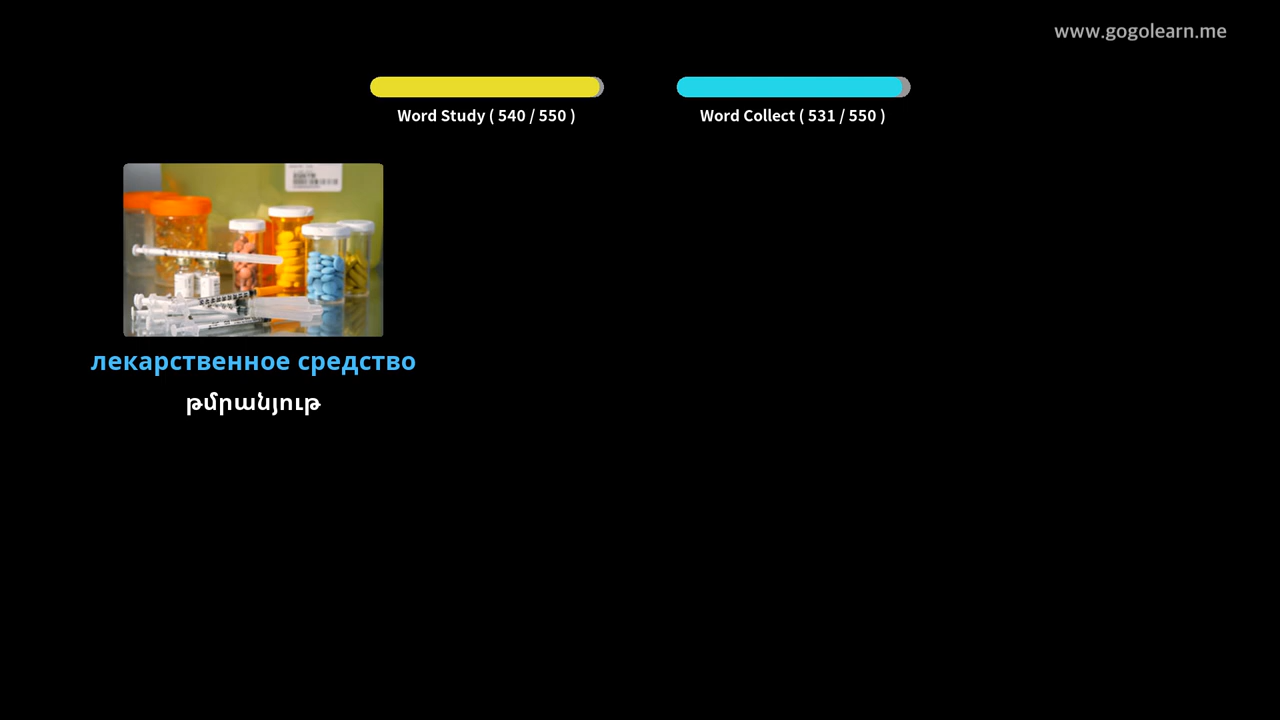 www.gogolearn.me
Word Study ( 540 / 550 )
Word Collect ( 531 / 550 )
лекарственное средство
թմրանյութ